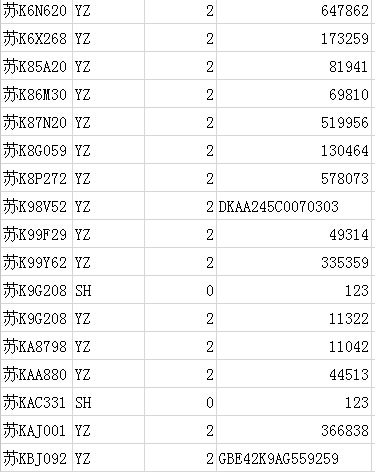 苏K6N620 YZ 2 647862
苏K6X268 YZ 2 173259
苏K85A20 YZ 2 81941
苏K86M30 YZ 2 69810
苏K87N20 YZ 2 519956
苏K8G059 YZ 2 130464
苏K8P272 YZ 2 578073
苏K98V52 YZ 2 DKAA245C0070303
苏K99F29 YZ 2 49314
苏K99Y62 YZ 2 335359
苏K9G208 SH 0 123
苏K9G208 YZ 2 11322
苏KA8798 YZ 2 11042
苏KAA880 YZ 2 44513
苏KAC331 SH 0 123
苏KAJ001 YZ 2 366838
苏KBJ092 YZ 2 GBE42K9AG559259